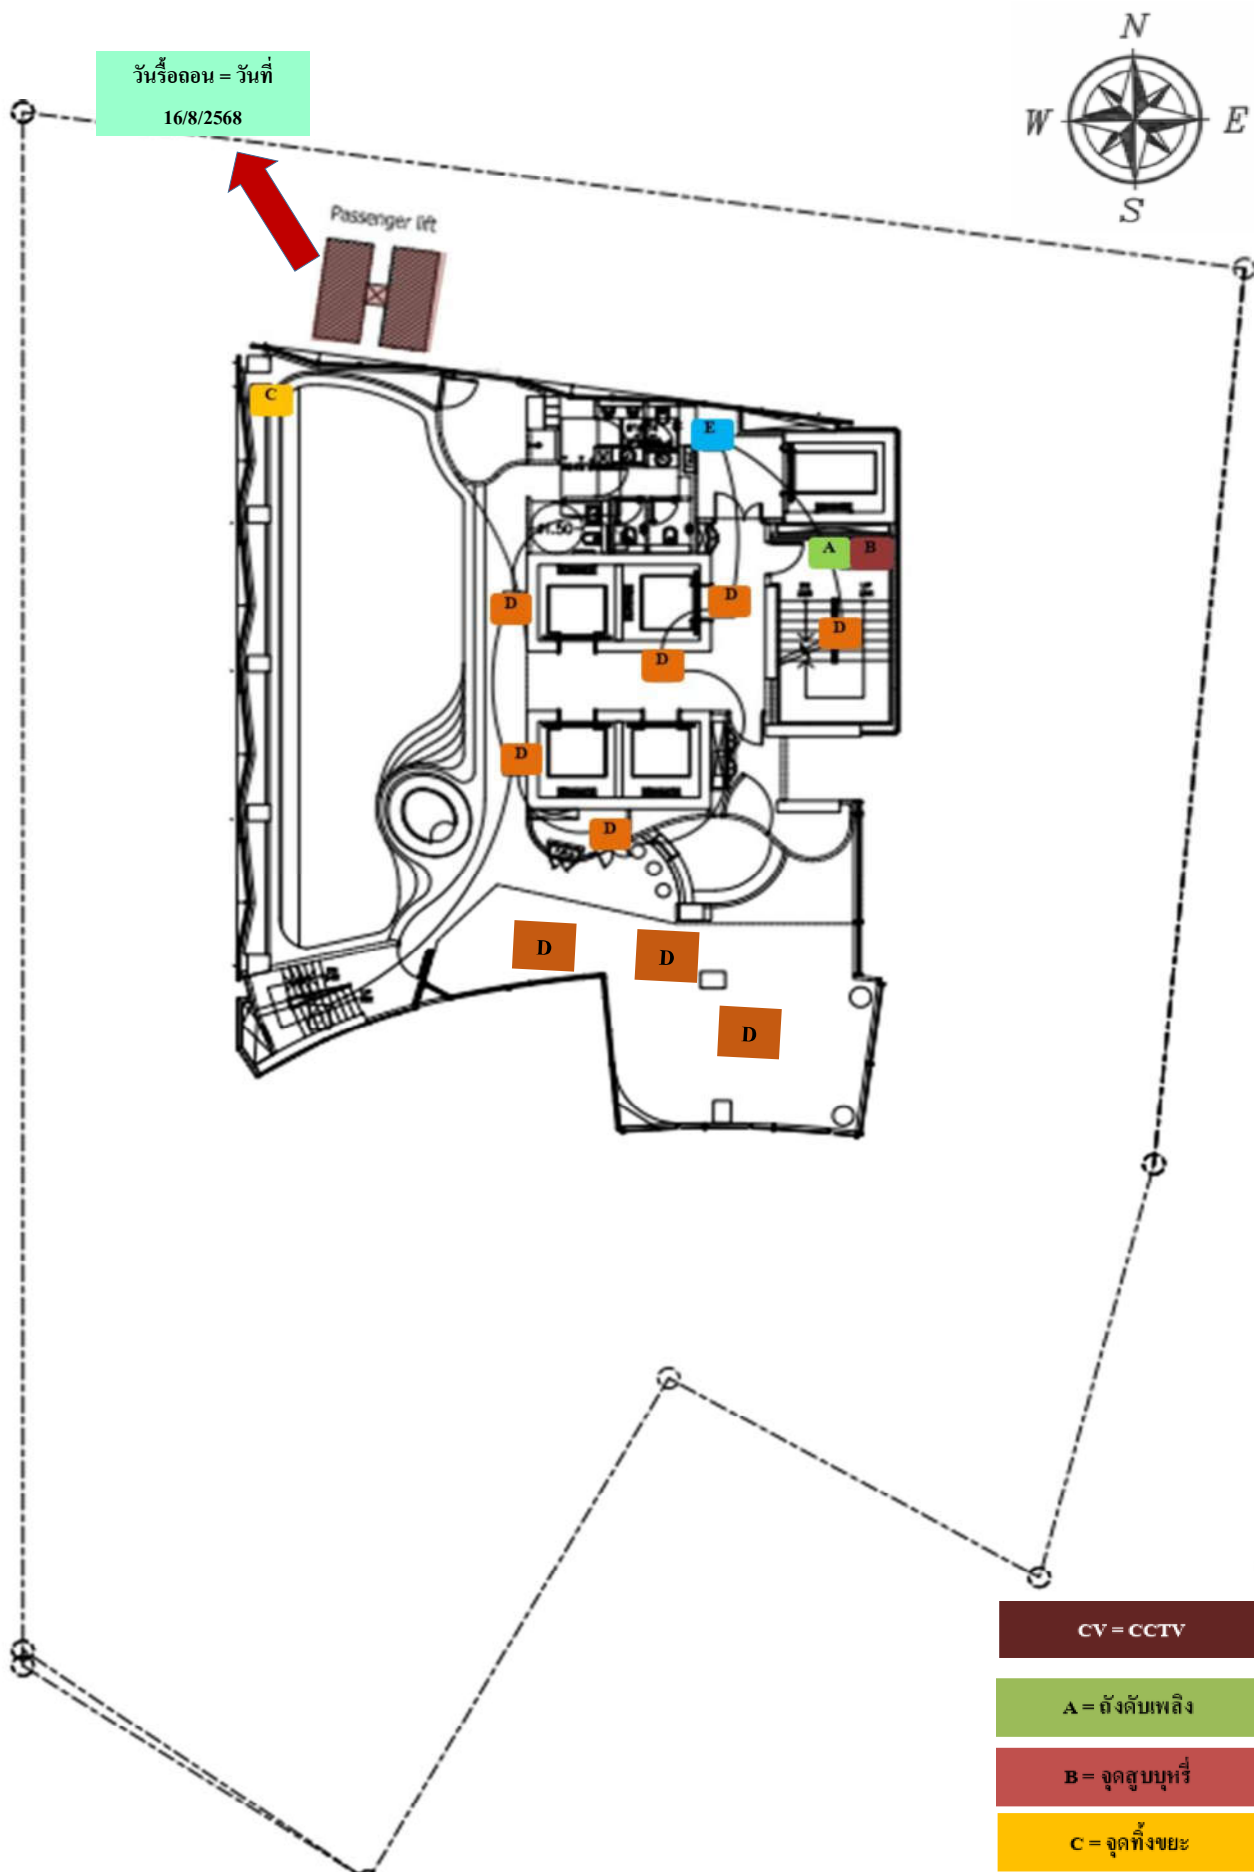 N
วันรื้อถอน = วันที่
16/8/2568
W
E
S
Passenger lift
C
E
A
B
D
D
D
D
D
D
D
D
D
CV = CCTV
A = ถังดับเพลิง
B = จุดสูบบุหรี่
C = จุดทิ้งขยะ